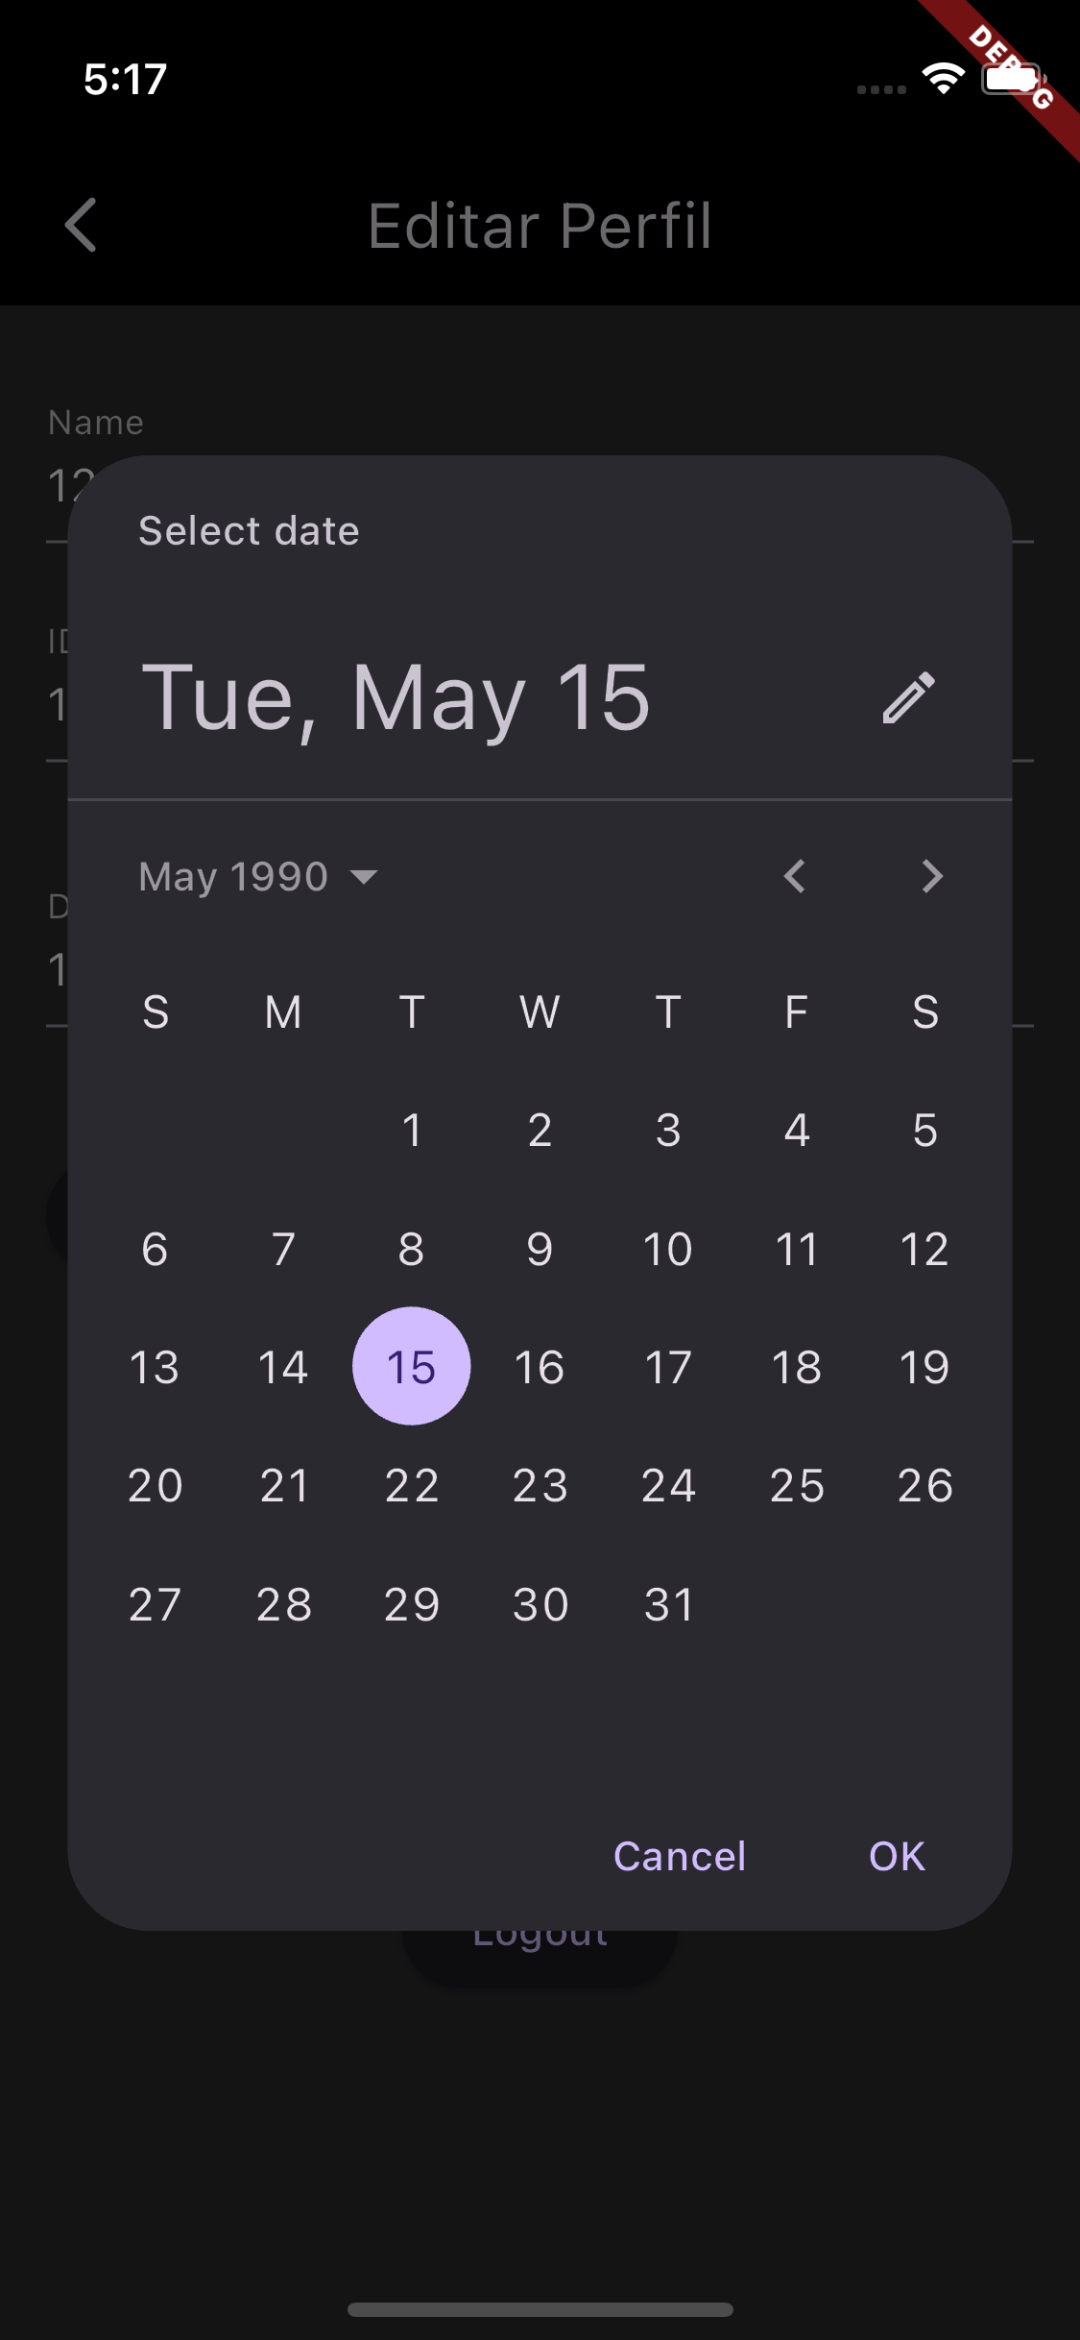 5:17
DEBUG
Editar Perfil
Name
12
Select date
ID
1
Tue, May 15
May 1990
D
1
S M T W T F S
1 2 3 4 5
6 7 8 9 10 11 12
13 14 15 16 17 18 19
20 21 22 23 24 25 26
27 28 29 30 31
Cancel OK
Logout